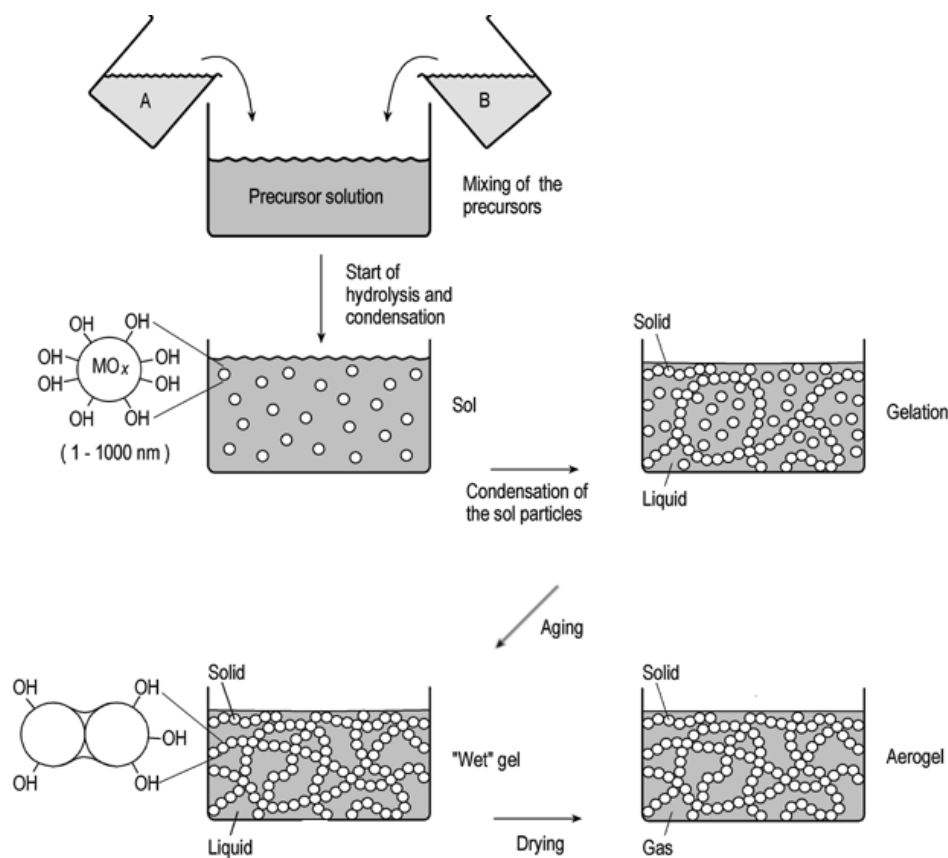 A
B
Precursor solution
Mixing of the
precursors
Start of
hydrolysis and
condensation
OH
OH
OH
OH
MOx
OH
OH
OH
OH
( 1 - 1000 nm )
Sol
Condensation of
the sol particles
Solid
Liquid
Gelation
Aging
OH
OH
OH
OH
OH
Solid
Liquid
"Wet" gel
Drying
Solid
Gas
Aerogel